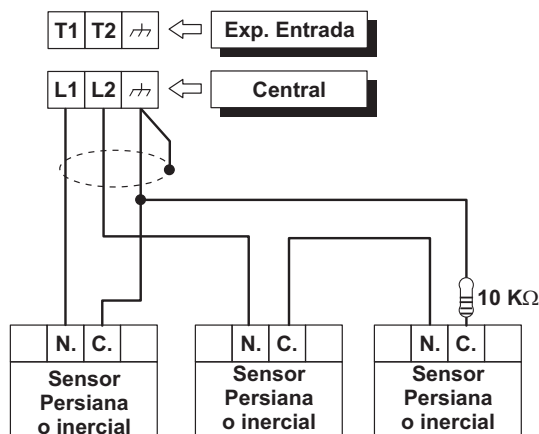 T1 T2 Exp. Entrada
L1 L2 Central
10 KΩ
N. C. N. C. N. C.
Sensor Sensor Sensor
Persiana Persiana Persiana
o inercial o inercial o inercial